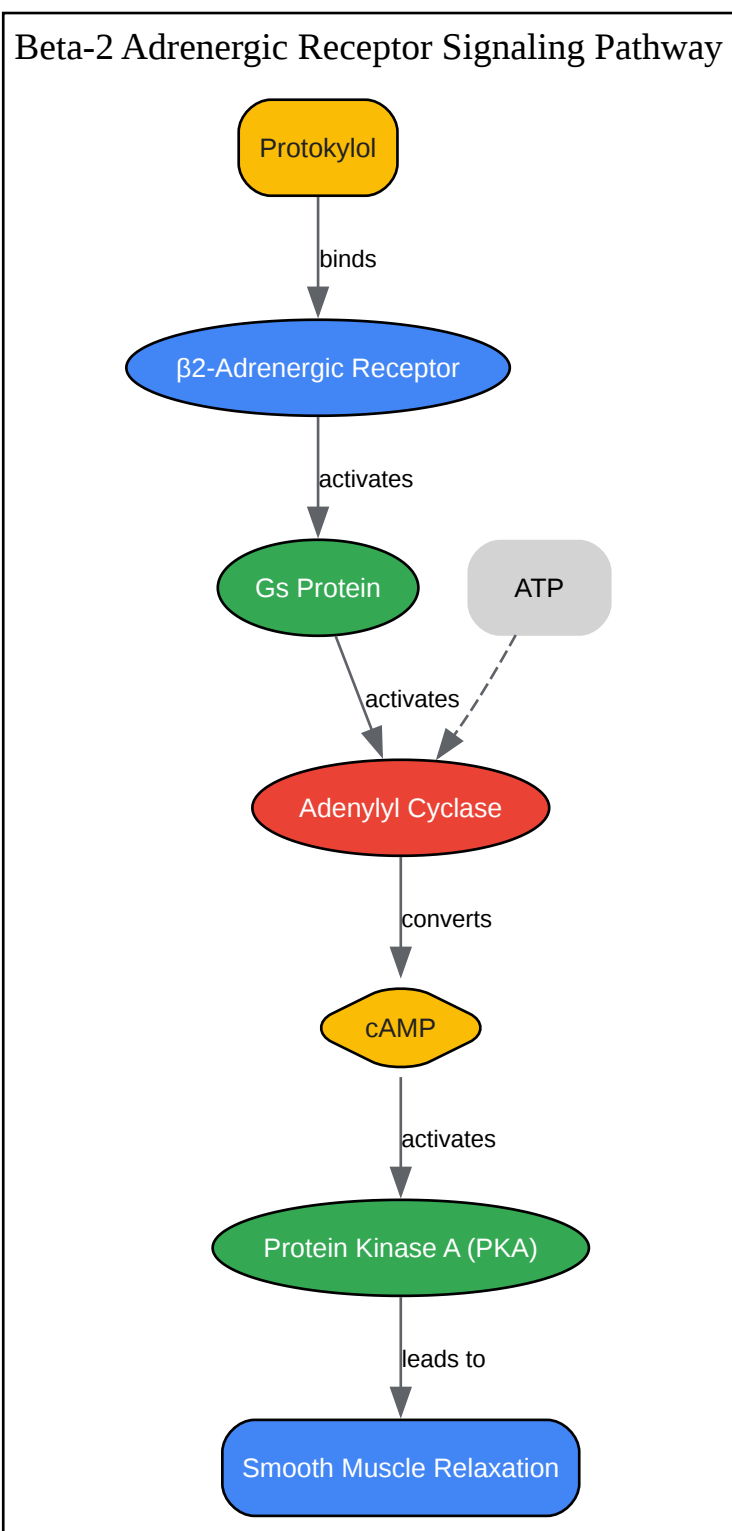 Beta-2 Adrenergic Receptor Signaling Pathway
Protokylol
binds
β2-Adrenergic Receptor
activates
Gs Protein
ATP
activates
Adenylyl Cyclase
converts
cAMP
activates
Protein Kinase A (PKA)
leads to
Smooth Muscle Relaxation